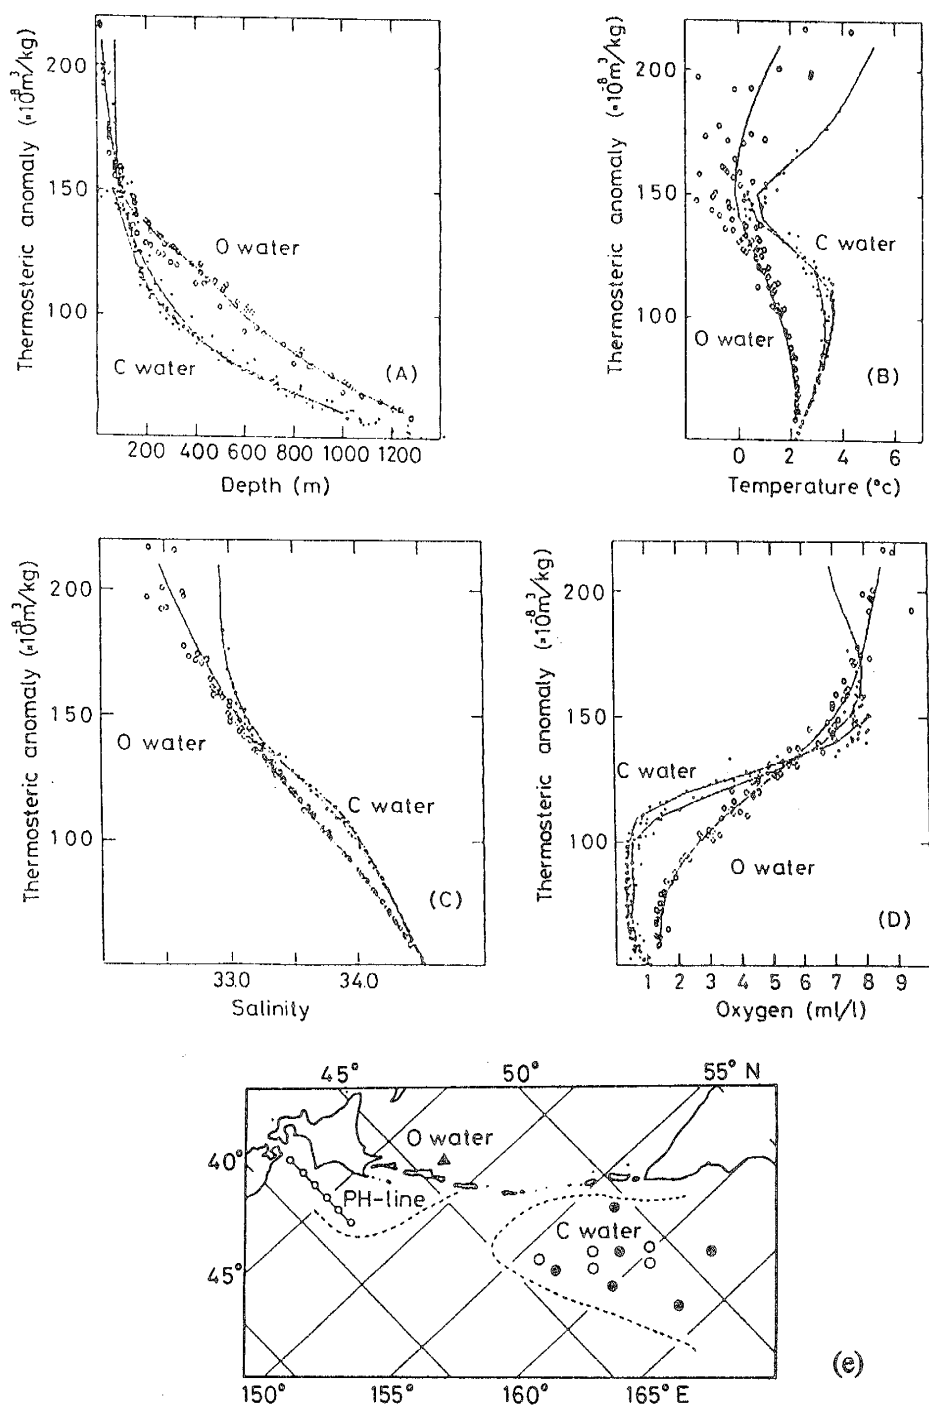 Thermosteric anomaly (×10⁻⁸m³/kg)
200
150
100
O water
C water
(A)
200 400 600 800 1000 1200
Depth (m)
Thermosteric anomaly (×10⁻⁸m³/kg)
200
150
100
C water
O water
(B)
0 2 4 6
Temperature (°c)
Thermosteric anomaly (×10⁻⁸m³/kg)
200
150
100
O water
C water
(C)
33.0 34.0
Salinity
Thermosteric anomaly (×10⁻⁸m³/kg)
200
150
100
C water
O water
(D)
1 2 3 4 5 6 7 8 9
Oxygen (ml/l)
45° 50° 55° N
O water
40°
PH-line
C water
45°
(e)
150° 155° 160° 165° E